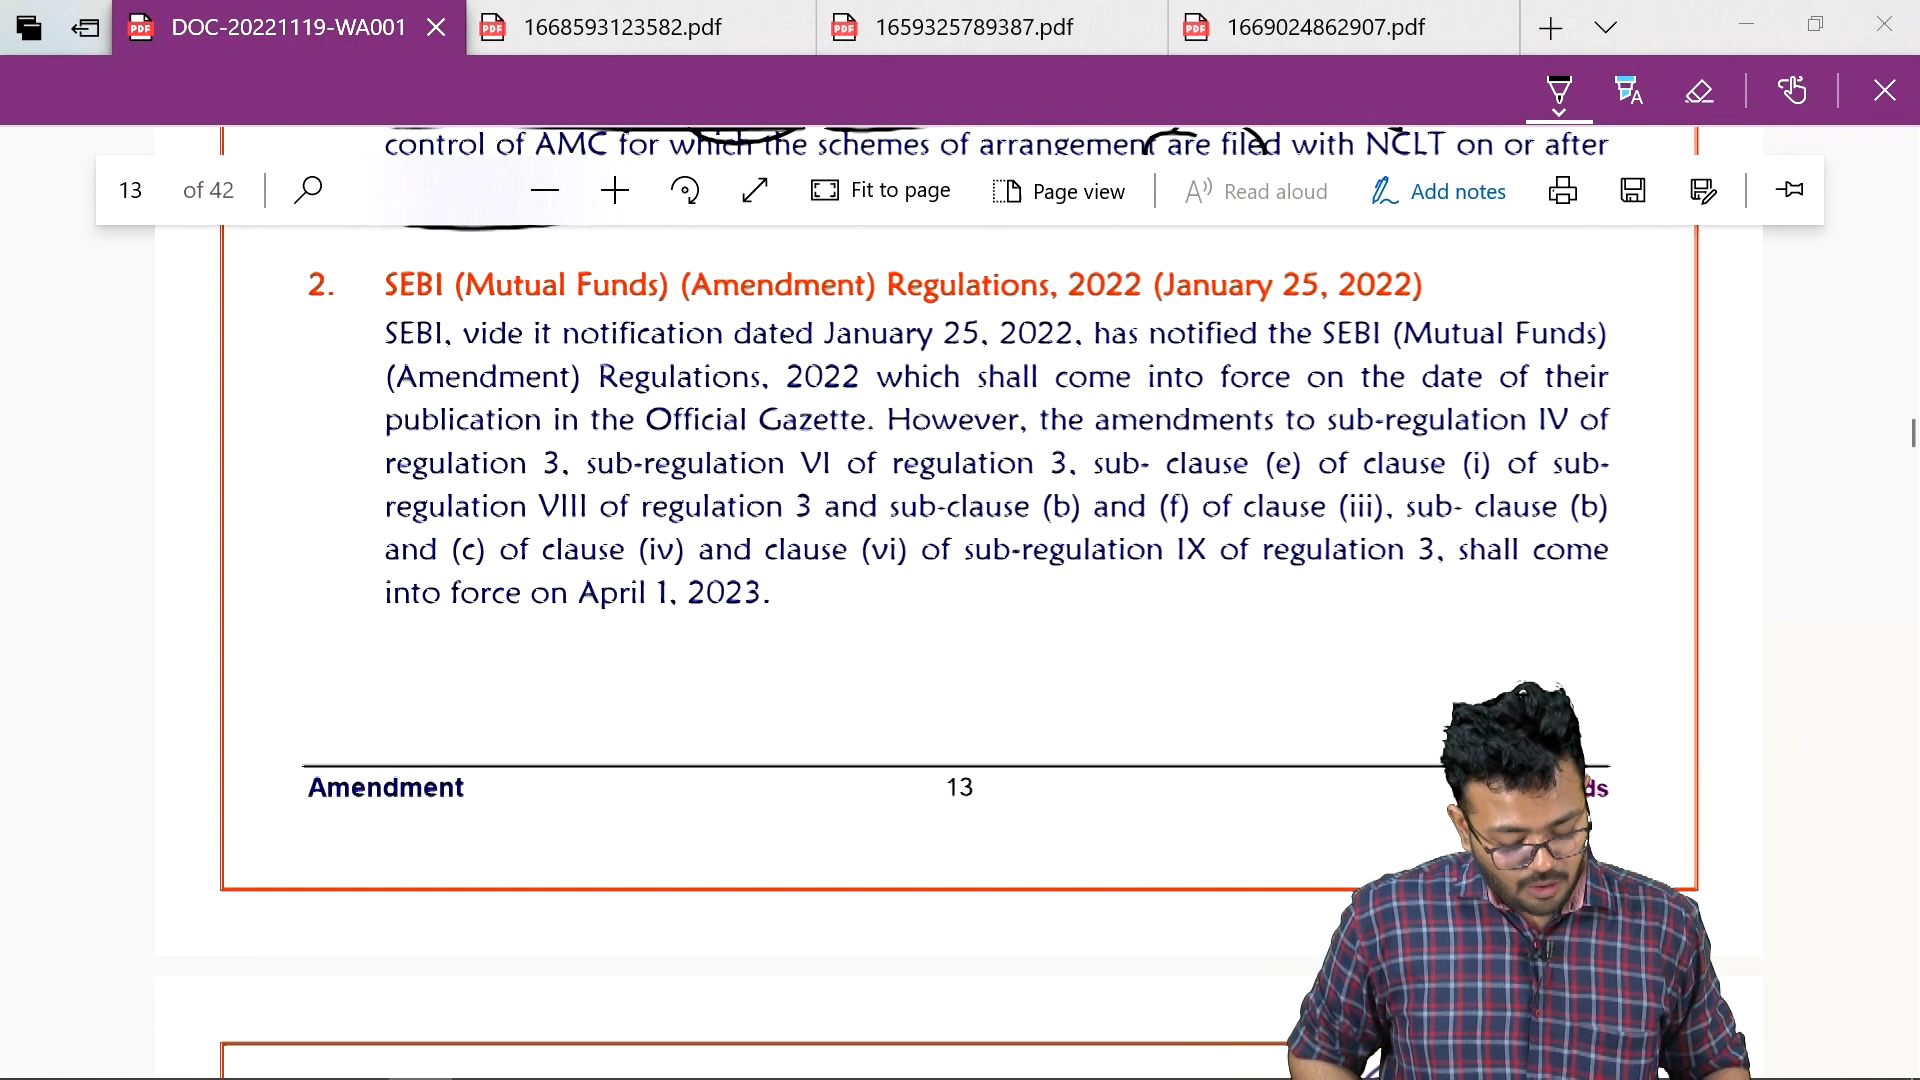 DOC-20221119-WA001
1668593123582.pdf
1659325789387.pdf
1669024862907.pdf
control of AMC for which the schemes of arrangement are filed with NCLT on or after
13 of 42
Fit to page
Page view
Read aloud
Add notes
2. SEBI (Mutual Funds) (Amendment) Regulations, 2022 (January 25, 2022)
SEBI, vide it notification dated January 25, 2022, has notified the SEBI (Mutual Funds)
(Amendment) Regulations, 2022 which shall come into force on the date of their
publication in the Official Gazette. However, the amendments to sub-regulation IV of
regulation 3, sub-regulation VI of regulation 3, sub- clause (e) of clause (i) of sub-
regulation VIII of regulation 3 and sub-clause (b) and (f) of clause (iii), sub- clause (b)
and (c) of clause (iv) and clause (vi) of sub-regulation IX of regulation 3, shall come
into force on April 1, 2023.
Amendment 13